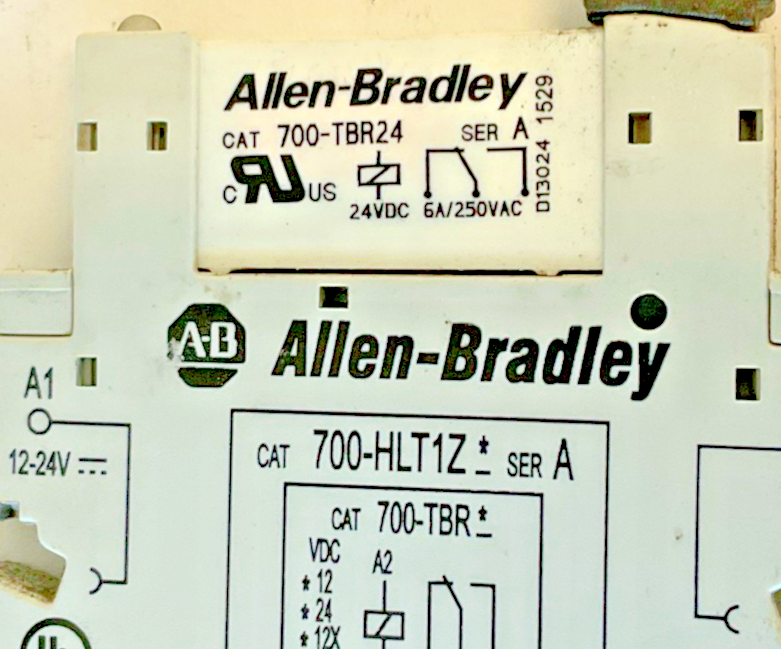 Allen-Bradley
CAT 700-TBR24 SER A
C RU US
24VDC 6A/250VAC
D13024 1529
A-B Allen-Bradley
A1
12-24V
CAT 700-HLT1Z * SER A
CAT 700-TBR *
VDC
A2
* 12
* 24
* 12X